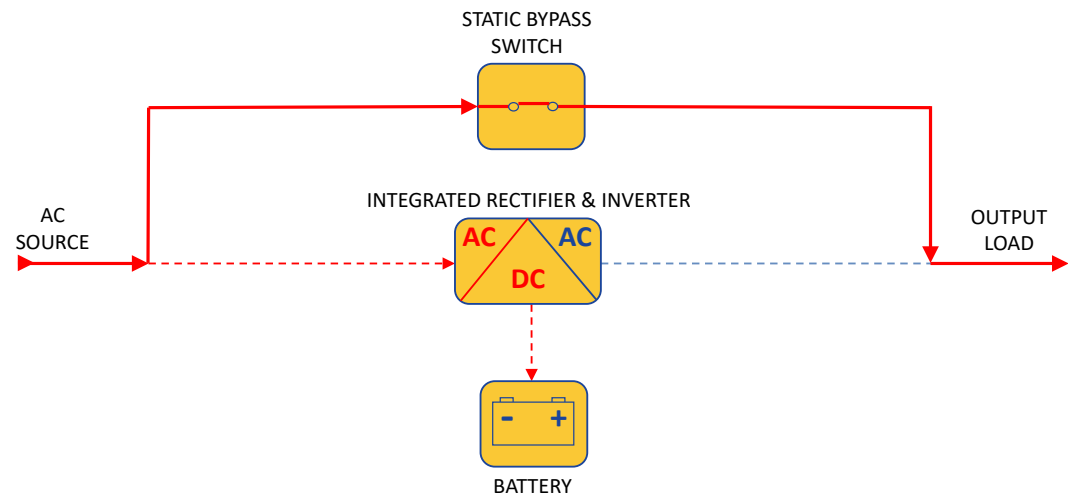 STATIC BYPASS
SWITCH
INTEGRATED RECTIFIER & INVERTER
AC
SOURCE
AC
AC
DC
OUTPUT
LOAD
- +
BATTERY